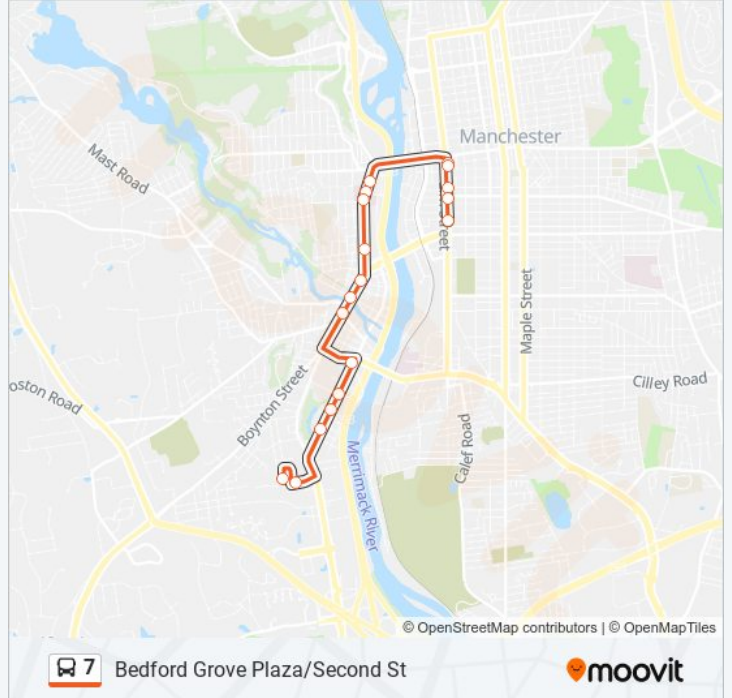 Manchester
Mast Road
treet
Maple Street
Cilley Road
oston Road
Boynton Street
Calef Road
Merrimack River
© OpenStreetMap contributors | © OpenMapTiles
7 Bedford Grove Plaza/Second St
moovit